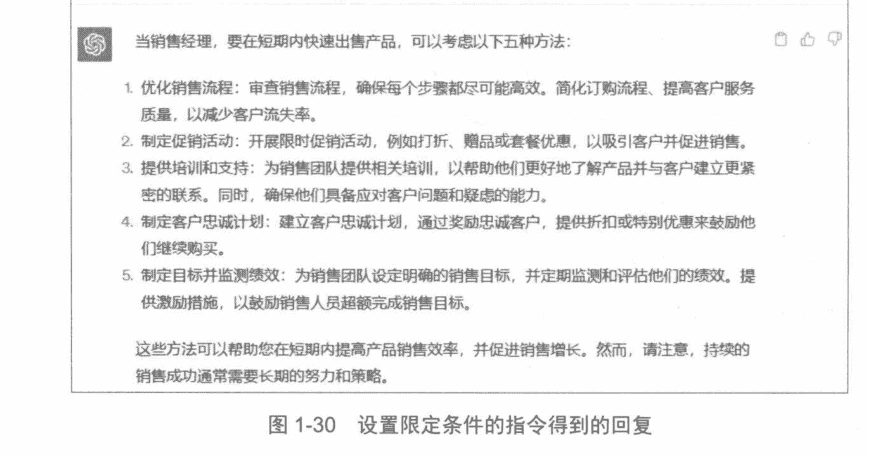 当销售经理，要在短期内快速出售产品，可以考虑以下五种方法：
1. 优化销售流程：审查销售流程，确保每个步骤都尽可能高效。简化订购流程、提高客户服务
质量，以减少客户流失率。
2. 制定促销活动：开展限时促销活动，例如打折、赠品或套餐优惠，以吸引客户并促进销售。
3. 提供培训和支持：为销售团队提供相关培训，以帮助他们更好地了解产品并与客户建立更紧
密的联系。同时，确保他们具备应对客户问题和疑虑的能力。
4. 制定客户忠诚计划：建立客户忠诚计划，通过奖励忠诚客户，提供折扣或特别优惠来鼓励他
们继续购买。
5. 制定目标并监测绩效：为销售团队设定明确的销售目标，并定期监测和评估他们的绩效。提
供激励措施，以鼓励销售人员超额完成销售目标。
这些方法可以帮助您在短期内提高产品销售效率，并促进销售增长。然而，请注意，持续的
销售成功通常需要长期的努力和策略。
图 1-30 设置限定条件的指令得到的回复